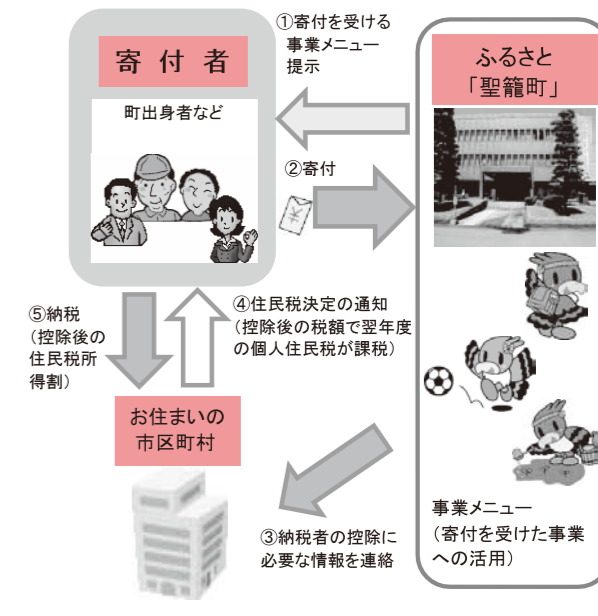 寄付者
町出身者など
①寄付を受ける
事業メニュー
提示
ふるさと
「聖籠町」
②寄付
¥
⑤納税
(控除後の
住民税所
得割)
④住民税決定の通知
(控除後の税額で翌年度
の個人住民税が課税)
お住まいの
市区町村
③納税者の控除に
必要な情報を連絡
事業メニュー
(寄付を受けた事業
への活用)